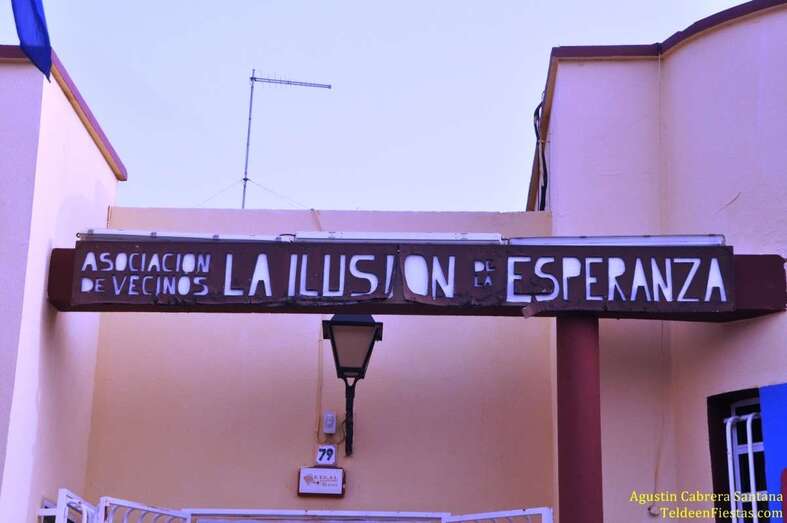 ASOCIACION
DE VECINOS LA ILUSION DE LA ESPERANZA
79
Agustin Cabrera Santana
TeldeenFiestas.com